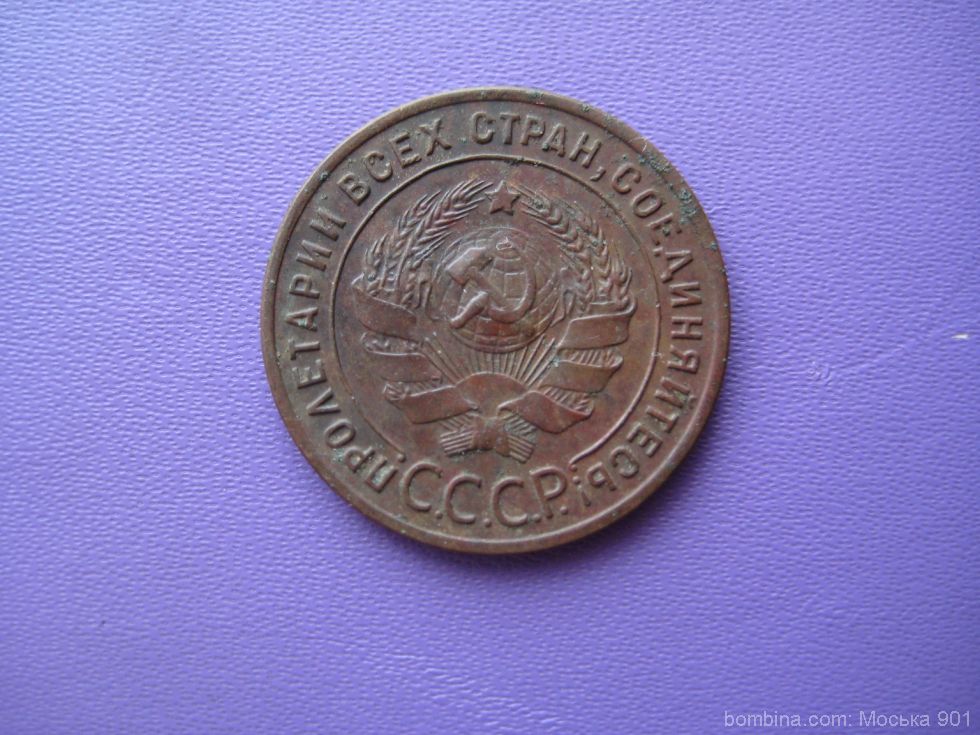 ПРОЛЕТАРИИ ВСЕХ СТРАН, СОЕДИНЯЙТЕСЬ!
С.С.С.Р.
bombina.com: Моська 901